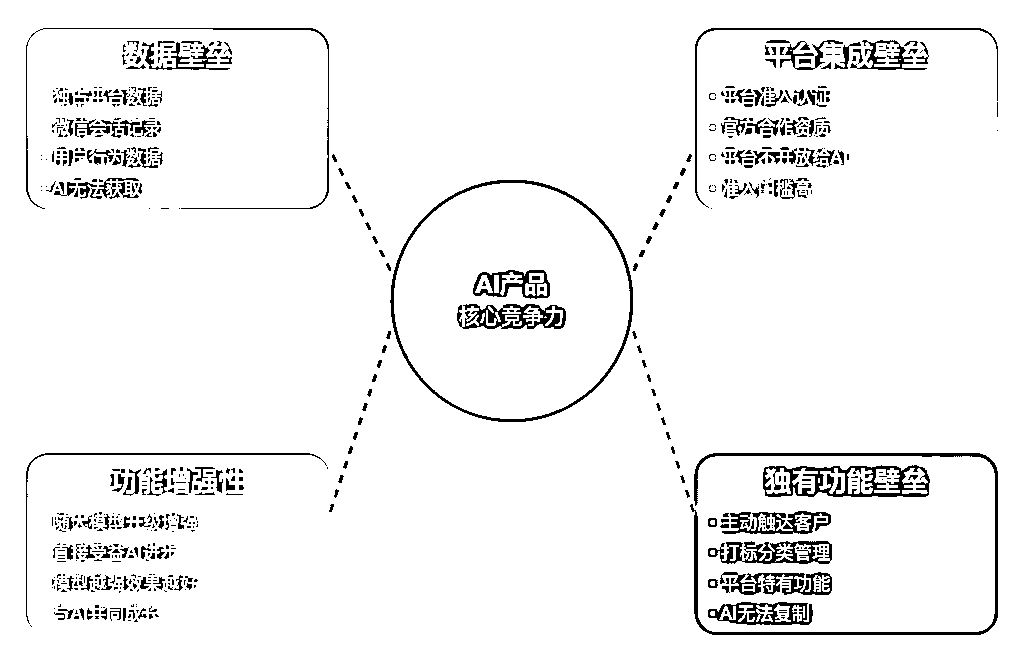 数据壁垒
独占平台数据
微信会话记录
用户行为数据
AI无法获取
平台集成壁垒
平台准入认证
官方合作资质
平台不开放给AI
准入门槛高
AI产品
核心竞争力
功能增强性
随大模型升级增强
直接受益AI进步
模型越强效果越好
与AI共同成长
独有功能壁垒
主动触达客户
打标分类管理
平台特有功能
AI无法复制